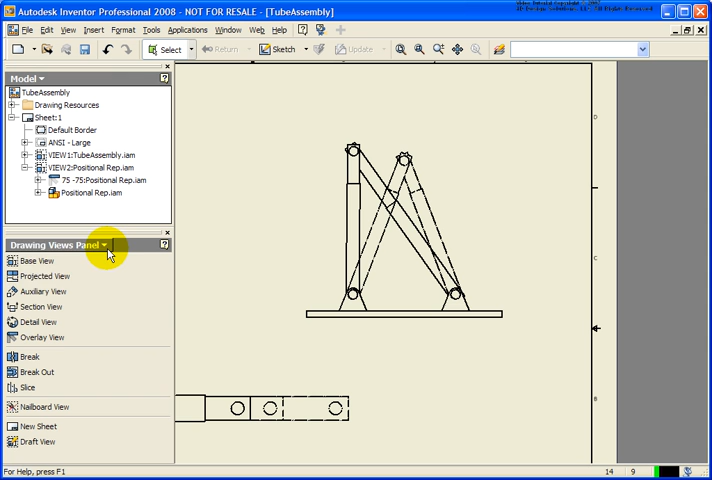 Autodesk Inventor Professional 2008 - NOT FOR RESALE - [TubeAssembly]
File Edit View Insert Format Tools Applications Window Web Help
Select Return Sketch Update
Model
TubeAssembly
Drawing Resources
Sheet:1
Default Border
ANSI - Large
VIEW1:TubeAssembly.iam
VIEW2:Positional Rep.iam
75 -75:Positional Rep.iam
Positional Rep.iam
Drawing Views Panel
Base View
Projected View
Auxiliary View
Section View
Detail View
Overlay View
Break
Break Out
Slice
Nailboard View
New Sheet
Draft View
D
C
B
For Help, press F1
14 9